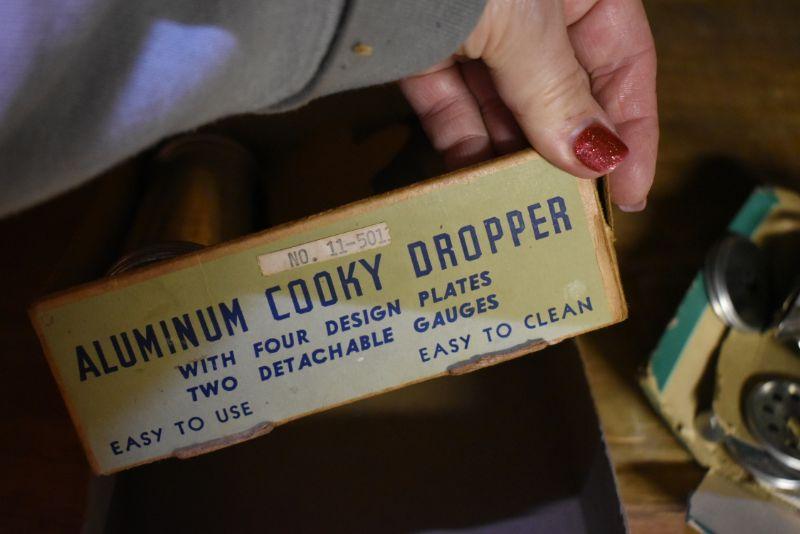 NO. 11-501
ALUMINUM COOKY DROPPER
WITH FOUR DESIGN PLATES
TWO DETACHABLE GAUGES
EASY TO USE
EASY TO CLEAN